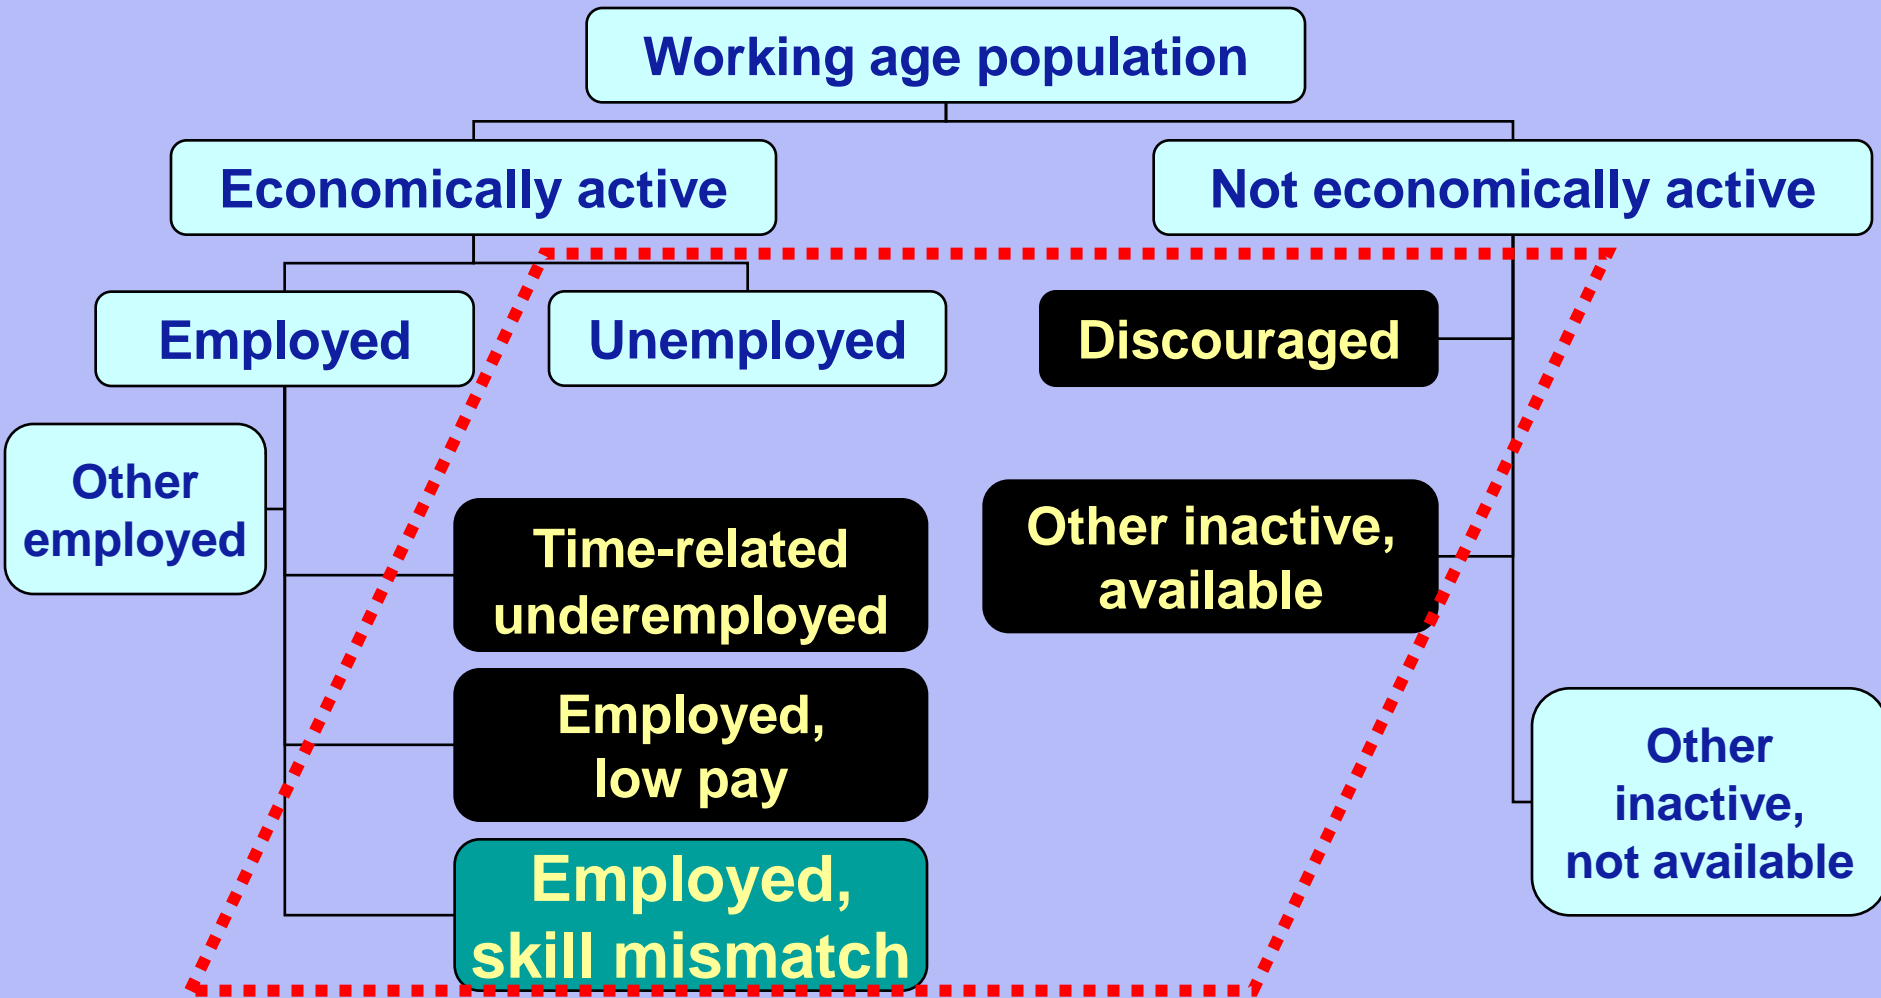 Working age population
Economically active
Not economically active
Employed
Unemployed
Discouraged
Other
employed
Time-related
underemployed
Other inactive,
available
Employed,
low pay
Other
inactive,
not available
Employed,
skill mismatch